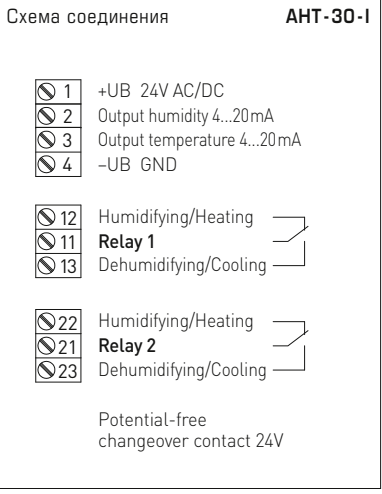 Схема соединения AHT-30-I
1 +UB 24V AC/DC
2 Output humidity 4...20mA
3 Output temperature 4...20mA
4 –UB GND
12 Humidifying/Heating
11 Relay 1
13 Dehumidifying/Cooling
22 Humidifying/Heating
21 Relay 2
23 Dehumidifying/Cooling
Potential-free
changeover contact 24V